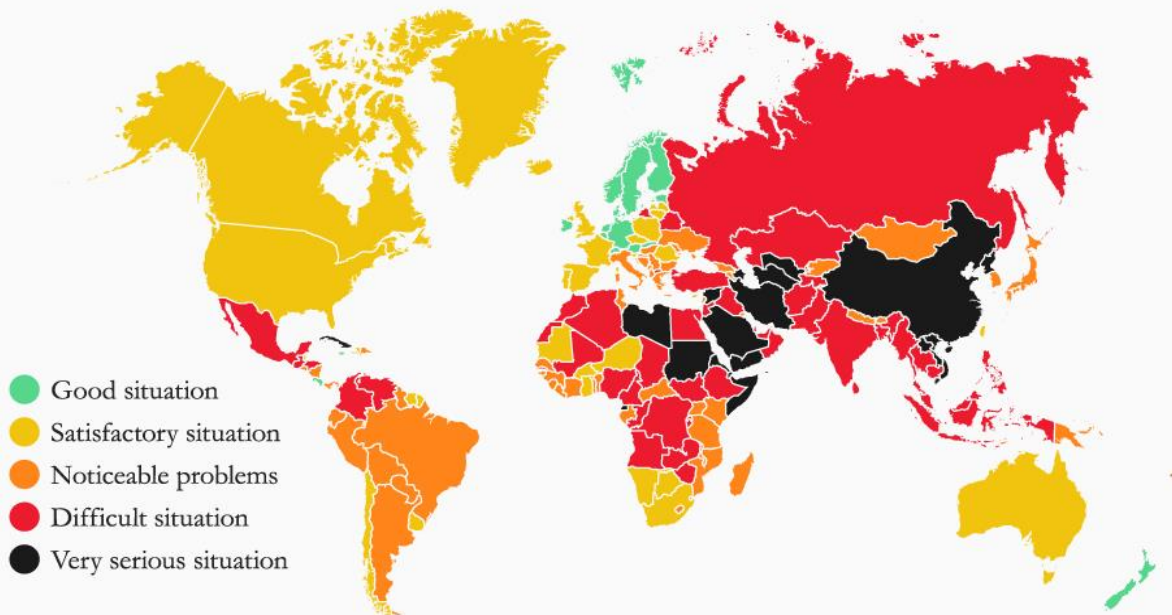 Good situation
Satisfactory situation
Noticeable problems
Difficult situation
Very serious situation